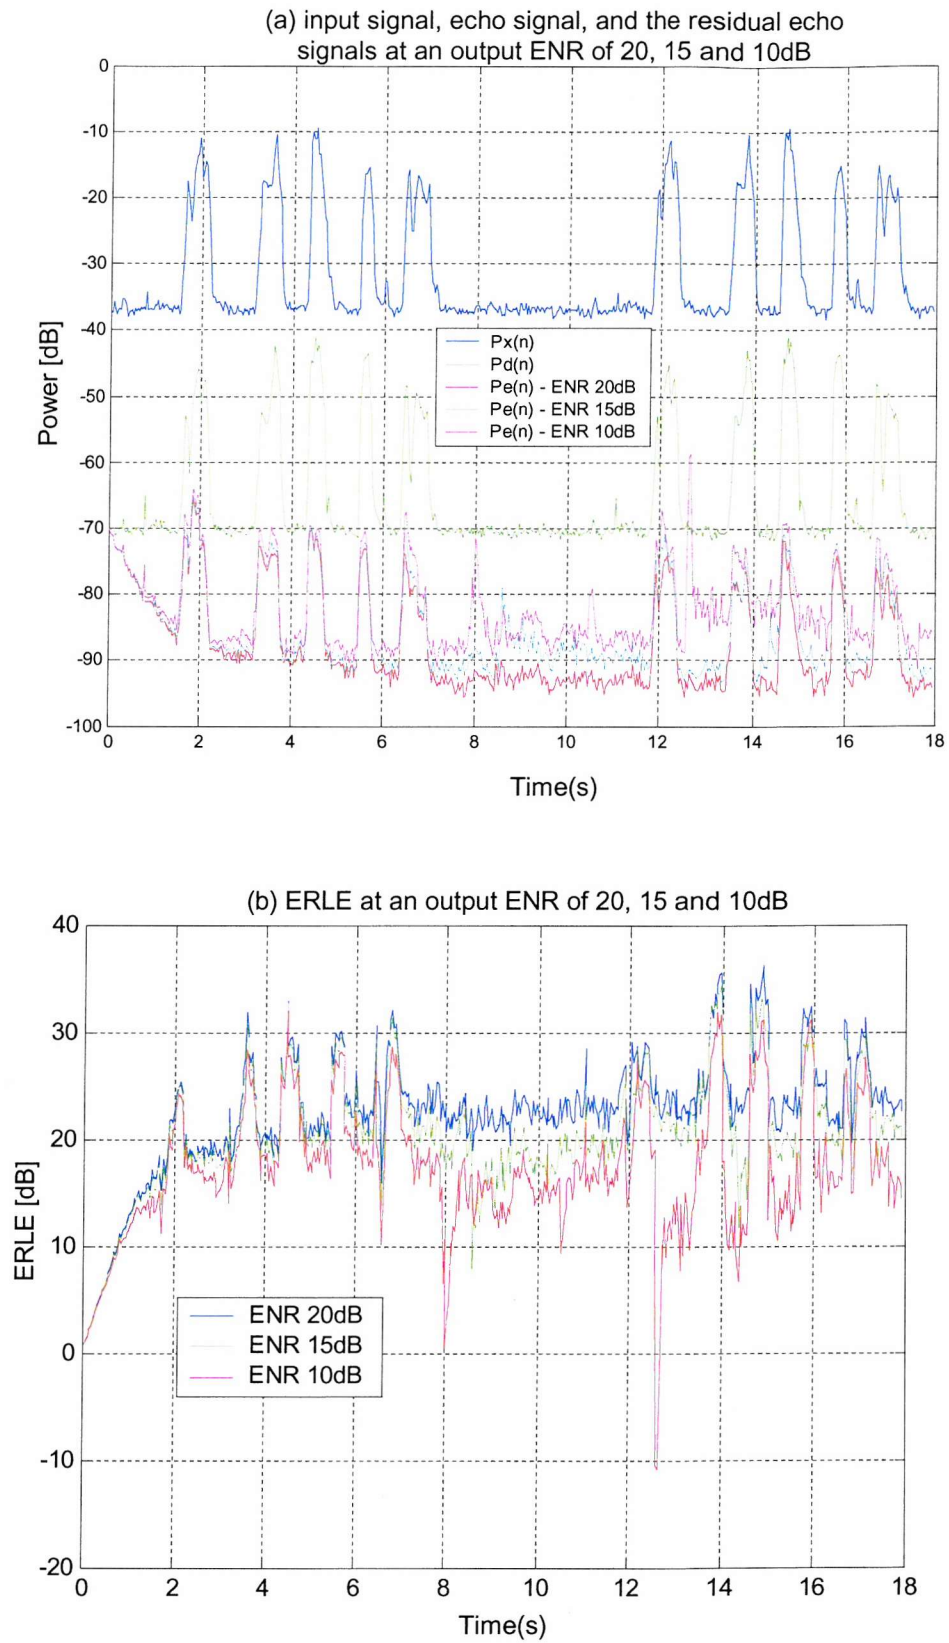 (a) input signal, echo signal, and the residual echo
signals at an output ENR of 20, 15 and 10dB
0
-10
-20
-30
-40
-50
-60
-70
-80
-90
-100
Power [dB]
Px(n)
Pd(n)
Pe(n) - ENR 20dB
Pe(n) - ENR 15dB
Pe(n) - ENR 10dB
0 2 4 6 8 10 12 14 16 18
Time(s)
(b) ERLE at an output ENR of 20, 15 and 10dB
40
30
20
10
0
-10
-20
ERLE [dB]
ENR 20dB
ENR 15dB
ENR 10dB
0 2 4 6 8 10 12 14 16 18
Time(s)